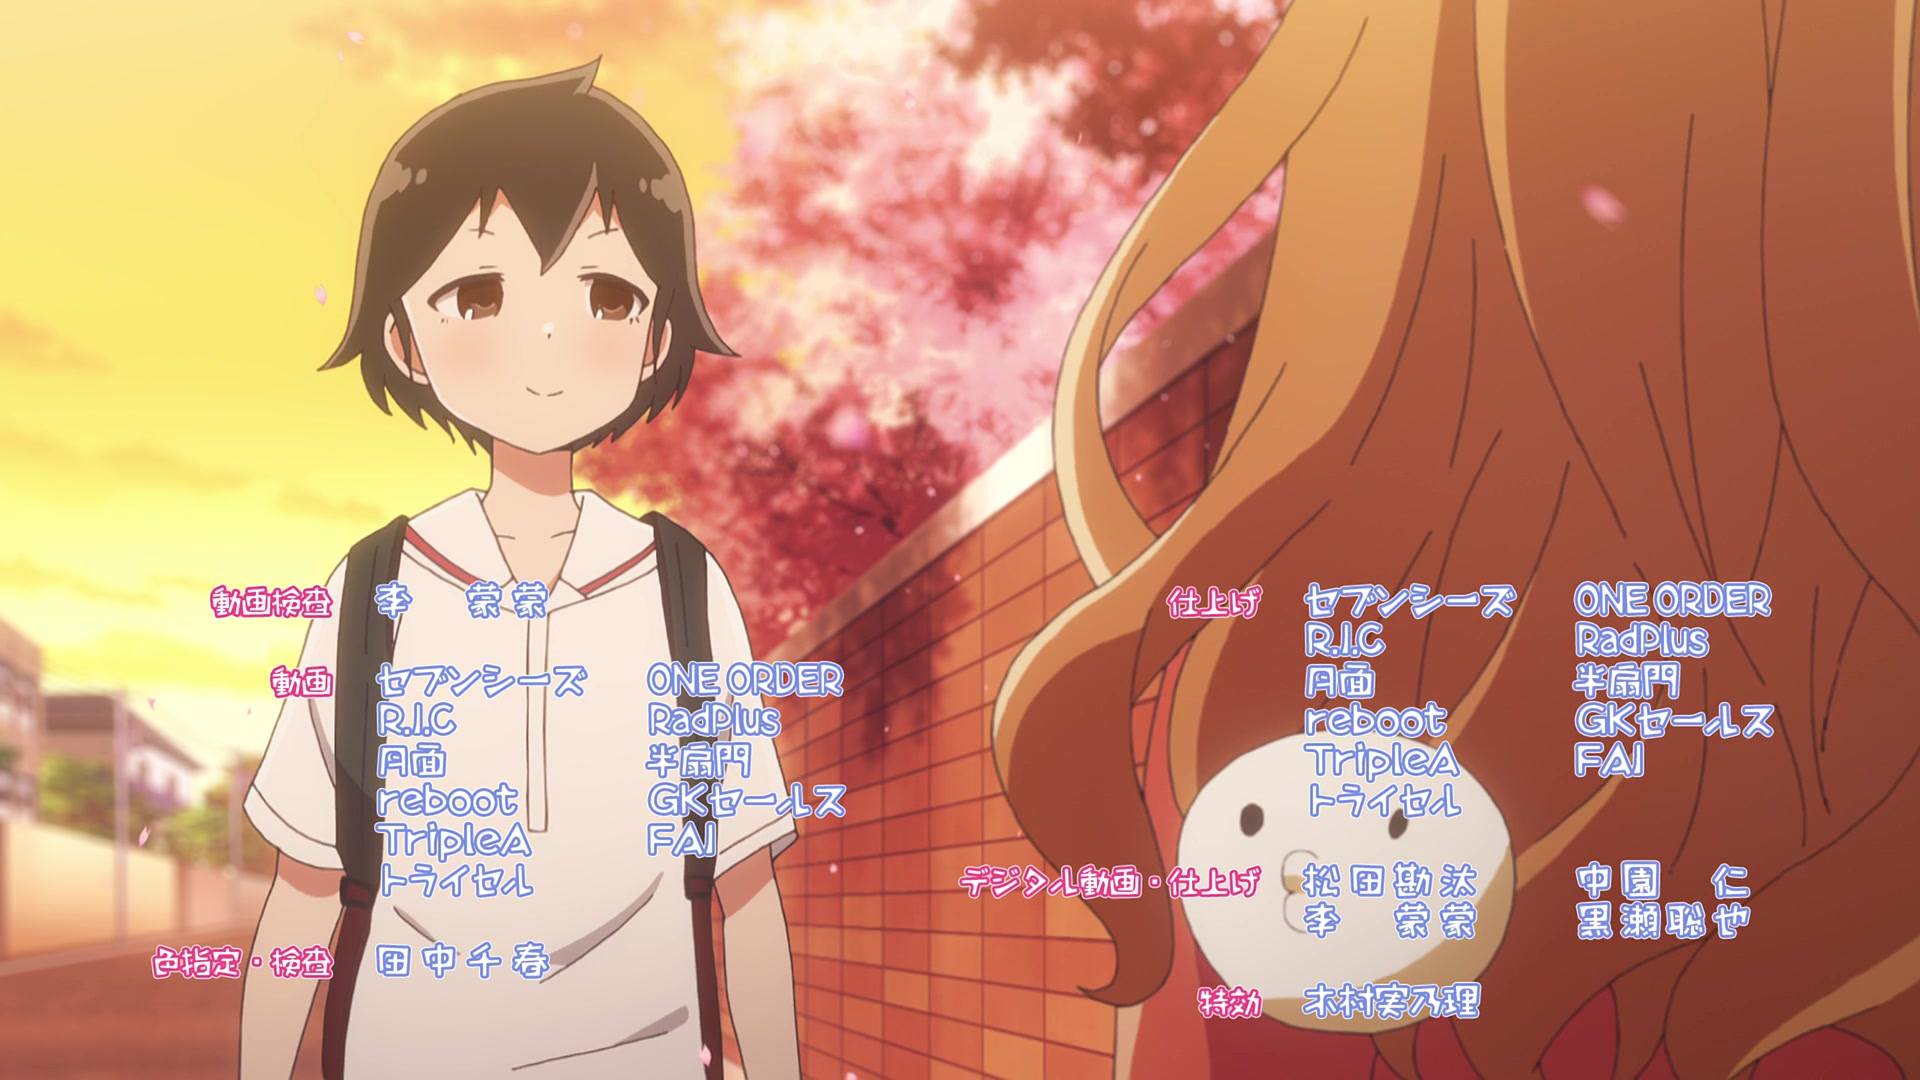 動画検査 李 蒙蒙
動画 セブンシーズ ONE ORDER
R.I.C RadPlus
月面 半扇門
reboot GKセールス
TripleA FAI
トライセル
色指定・検査 田中千春
仕上げ セブンシーズ ONE ORDER
R.I.C RadPlus
月面 半扇門
reboot GKセールス
TripleA FAI
トライセル
デジタル動画・仕上げ 松田勘汰 中園 仁
李 蒙蒙 黒瀬聡也
特効 木村実乃理